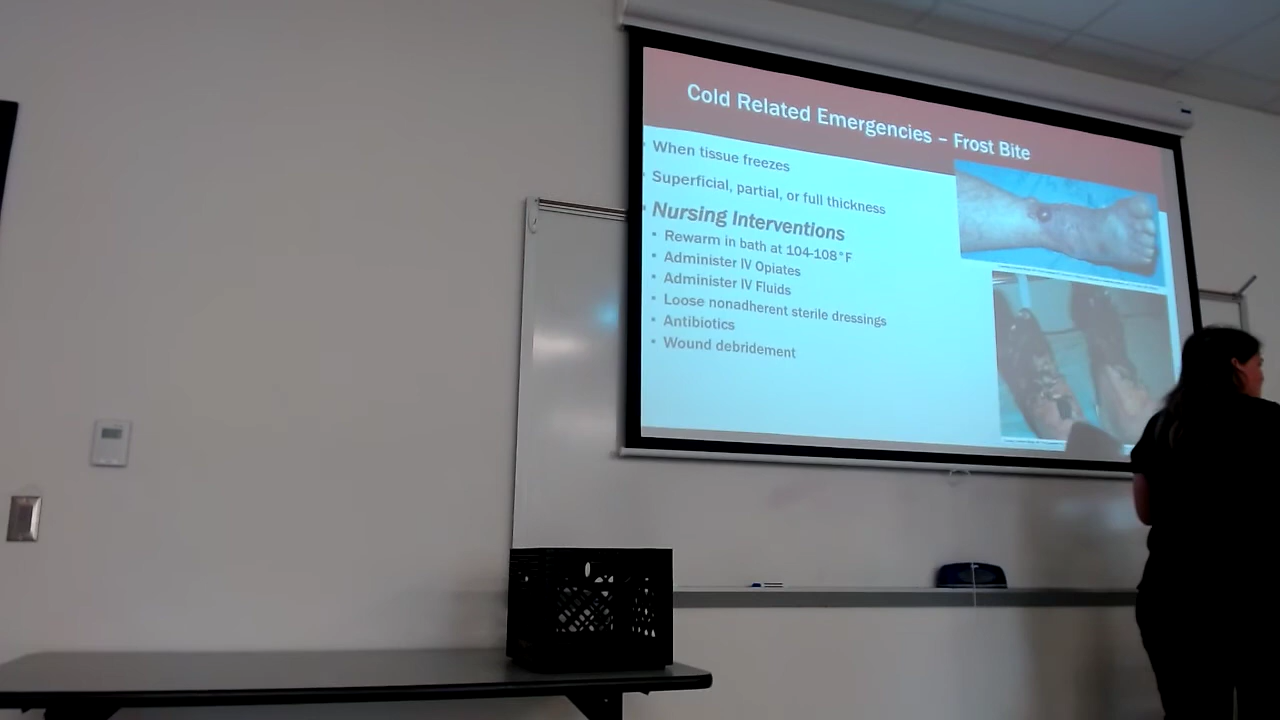 Cold Related Emergencies – Frost Bite
When tissue freezes
Superficial, partial, or full thickness
Nursing Interventions
• Rewarm in bath at 104-108°F
• Administer IV Opiates
• Administer IV Fluids
• Loose nonadherent sterile dressings
• Antibiotics
• Wound debridement